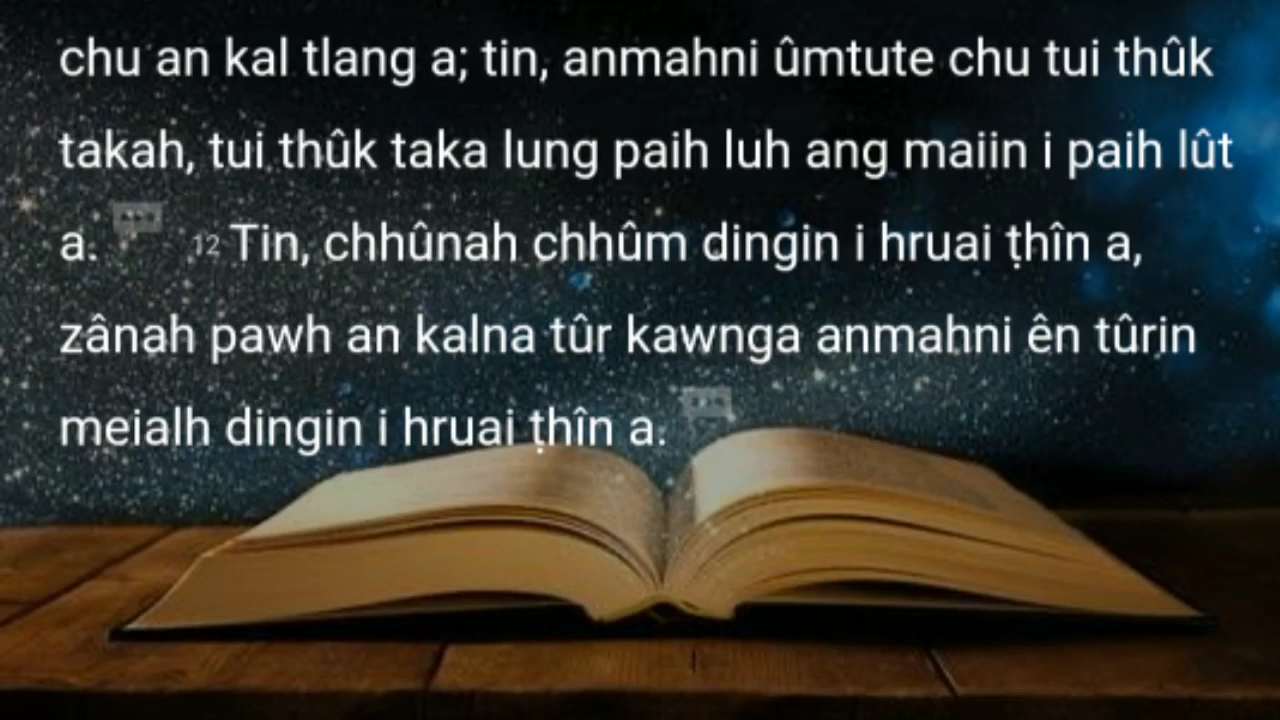 chu an kal tlang a; tin, anmahni ûmtute chu tui thûk
takah, tui thûk taka lung paih luh ang maiin i paih lût
a. 12 Tin, chhûnah chhûm dingin i hruai ṭhîn a,
zânah pawh an kalna tûr kawnga anmahni ên tûrin
meialh dingin i hruai ṭhîn a.